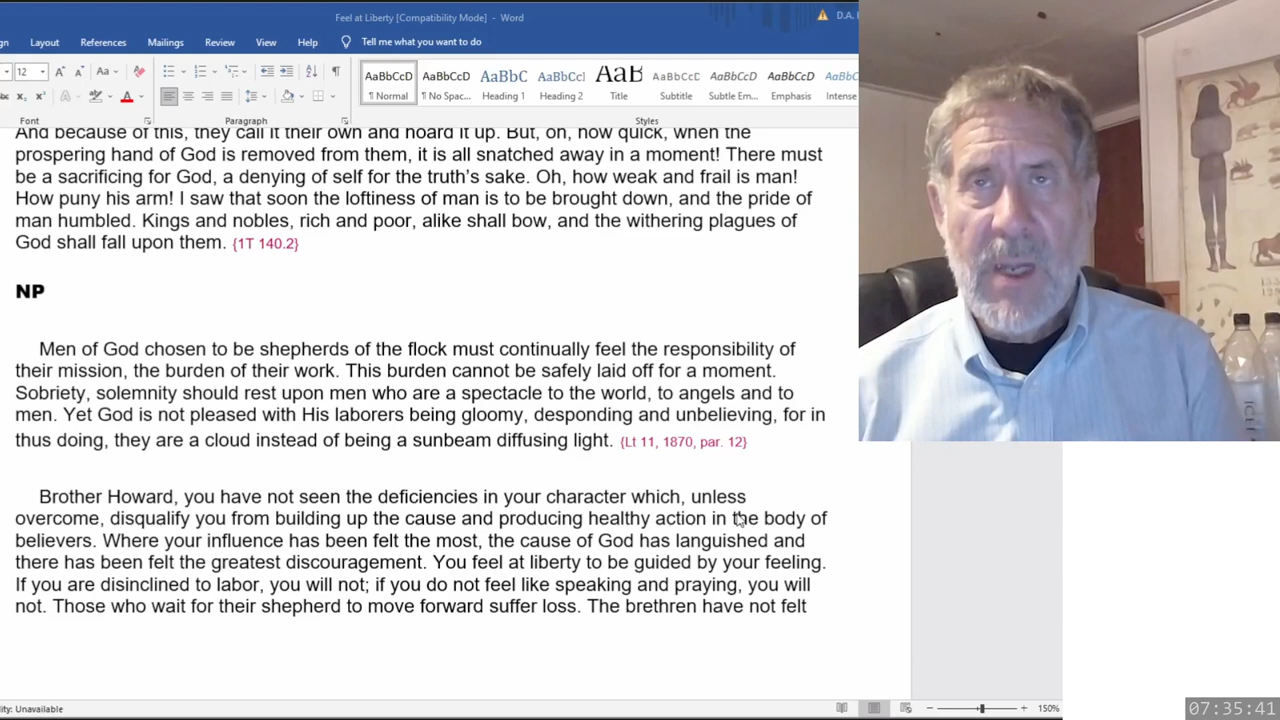 Feel at Liberty [Compatibility Mode] - Word
D.A.
Layout References Mailings Review View Help Tell me what you want to do
12 Aa
AaBbCcD AaBbCcD AaBbC AaBbCcI AaB AaBbCcD AaBbCcD AaBbCcD AaBbCc
¶ Normal ¶ No Spac... Heading 1 Heading 2 Title Subtitle Subtle Em... Emphasis Intense
Font Paragraph Styles
And because of this, they call it their own and hoard it up. But, oh, how quick, when the
prospering hand of God is removed from them, it is all snatched away in a moment! There must
be a sacrificing for God, a denying of self for the truth's sake. Oh, how weak and frail is man!
How puny his arm! I saw that soon the loftiness of man is to be brought down, and the pride of
man humbled. Kings and nobles, rich and poor, alike shall bow, and the withering plagues of
God shall fall upon them. {1T 140.2}
NP
Men of God chosen to be shepherds of the flock must continually feel the responsibility of
their mission, the burden of their work. This burden cannot be safely laid off for a moment.
Sobriety, solemnity should rest upon men who are a spectacle to the world, to angels and to
men. Yet God is not pleased with His laborers being gloomy, desponding and unbelieving, for in
thus doing, they are a cloud instead of being a sunbeam diffusing light. {Lt 11, 1870, par. 12}
Brother Howard, you have not seen the deficiencies in your character which, unless
overcome, disqualify you from building up the cause and producing healthy action in the body of
believers. Where your influence has been felt the most, the cause of God has languished and
there has been felt the greatest discouragement. You feel at liberty to be guided by your feeling.
If you are disinclined to labor, you will not; if you do not feel like speaking and praying, you will
not. Those who wait for their shepherd to move forward suffer loss. The brethren have not felt
lity: Unavailable
150%
07:35:41